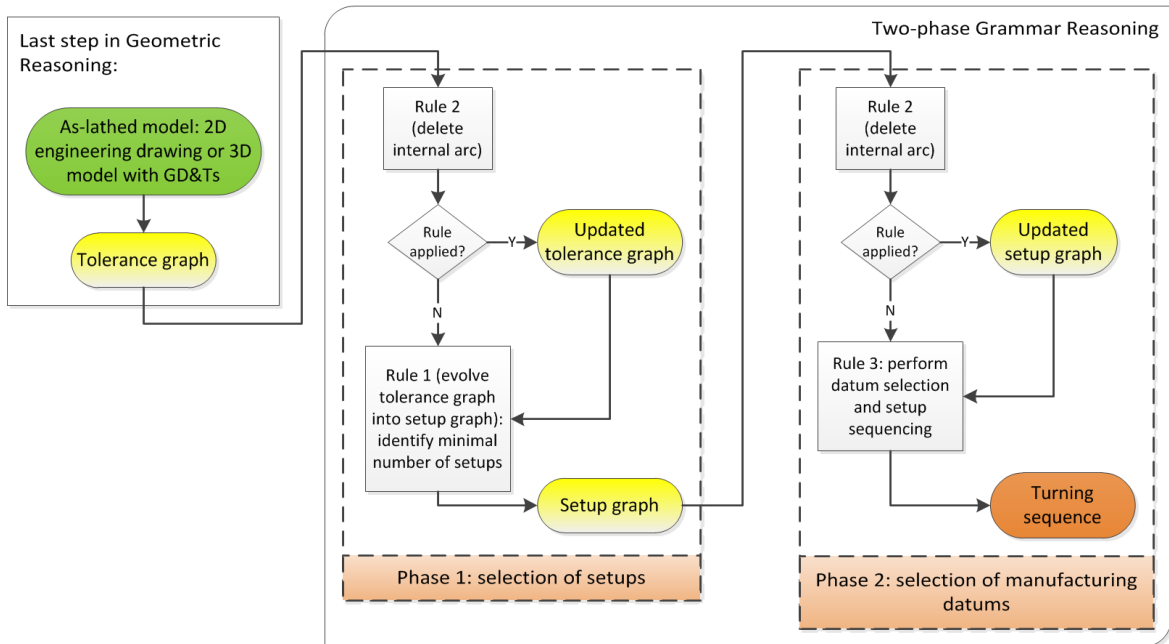 Last step in Geometric
Reasoning:
As-lathed model: 2D
engineering drawing or 3D
model with GD&Ts
Tolerance graph
Two-phase Grammar Reasoning
Rule 2
(delete
internal arc)
Rule
applied?
Y
Updated
tolerance graph
N
Rule 1 (evolve
tolerance graph
into setup graph):
identify minimal
number of setups
Setup graph
Phase 1: selection of setups
Rule 2
(delete
internal arc)
Rule
applied?
Y
Updated
setup graph
N
Rule 3: perform
datum selection
and setup
sequencing
Turning
sequence
Phase 2: selection of manufacturing
datums